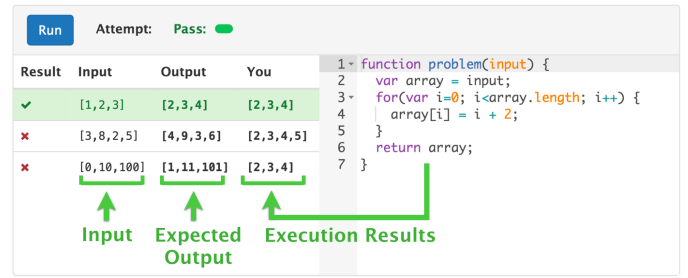 Run Attempt: Pass:
Result Input Output You
[1,2,3] [2,3,4] [2,3,4]
[3,8,2,5] [4,9,3,6] [2,3,4,5]
[0,10,100] [1,11,101] [2,3,4]
1 function problem(input) {
2 var array = input;
3 for(var i=0; i<array.length; i++) {
4 array[i] = i + 2;
5 }
6 return array;
7 }
Input
Expected
Output
Execution Results